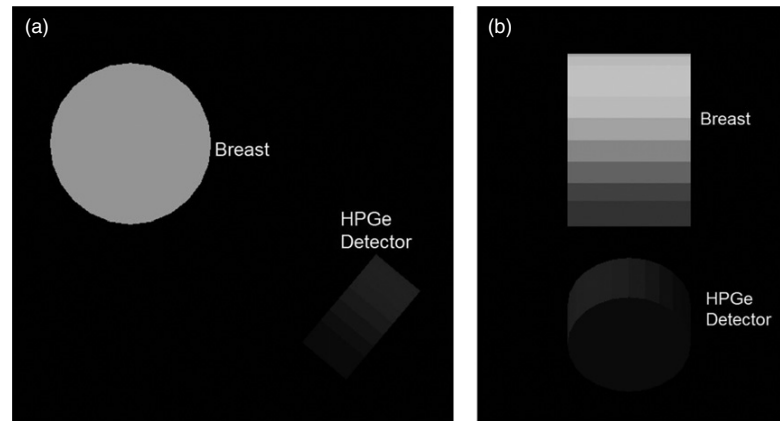 (a)
Breast
HPGe
Detector
(b)
Breast
HPGe
Detector